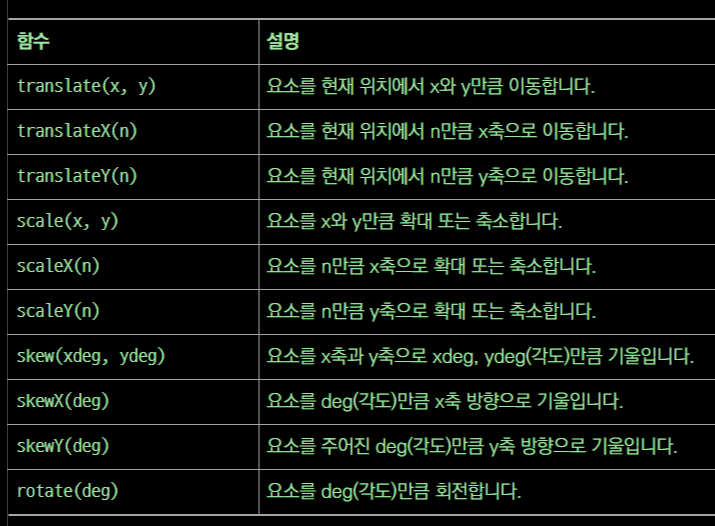 함수 설명
translate(x, y) 요소를 현재 위치에서 x와 y만큼 이동합니다.
translateX(n) 요소를 현재 위치에서 n만큼 x축으로 이동합니다.
translateY(n) 요소를 현재 위치에서 n만큼 y축으로 이동합니다.
scale(x, y) 요소를 x와 y만큼 확대 또는 축소합니다.
scaleX(n) 요소를 n만큼 x축으로 확대 또는 축소합니다.
scaleY(n) 요소를 n만큼 y축으로 확대 또는 축소합니다.
skew(xdeg, ydeg) 요소를 x축과 y축으로 xdeg, ydeg(각도)만큼 기울입니다.
skewX(deg) 요소를 deg(각도)만큼 x축 방향으로 기울입니다.
skewY(deg) 요소를 주어진 deg(각도)만큼 y축 방향으로 기울입니다.
rotate(deg) 요소를 deg(각도)만큼 회전합니다.